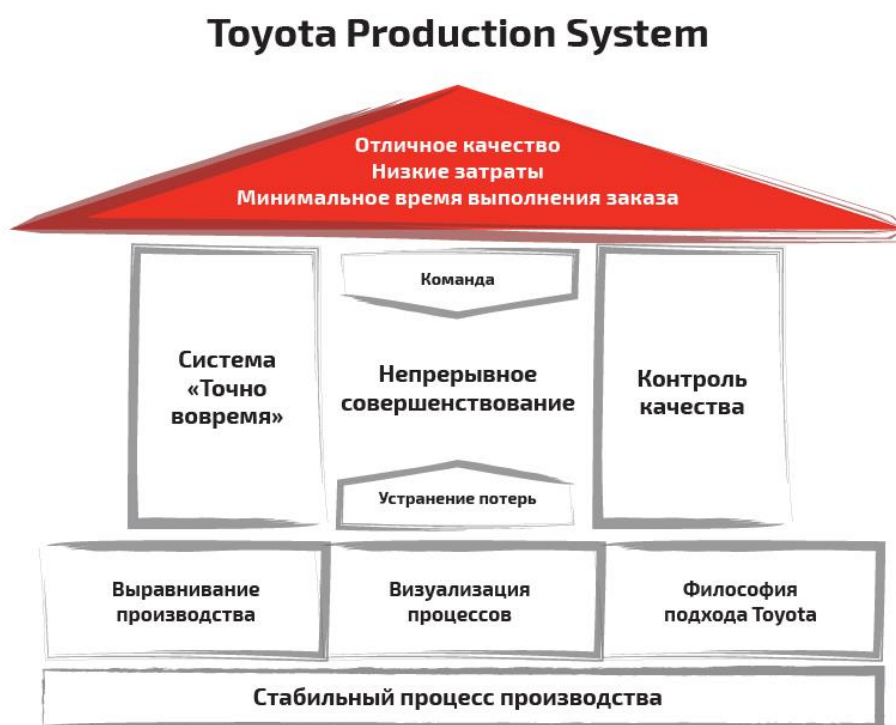 Toyota Production System
Отличное качество
Низкие затраты
Минимальное время выполнения заказа
Система
«Точно
вовремя»
Команда
Непрерывное
совершенствование
Устранение потерь
Контроль
качества
Выравнивание
производства
Визуализация
процессов
Философия
подхода Toyota
Стабильный процесс производства